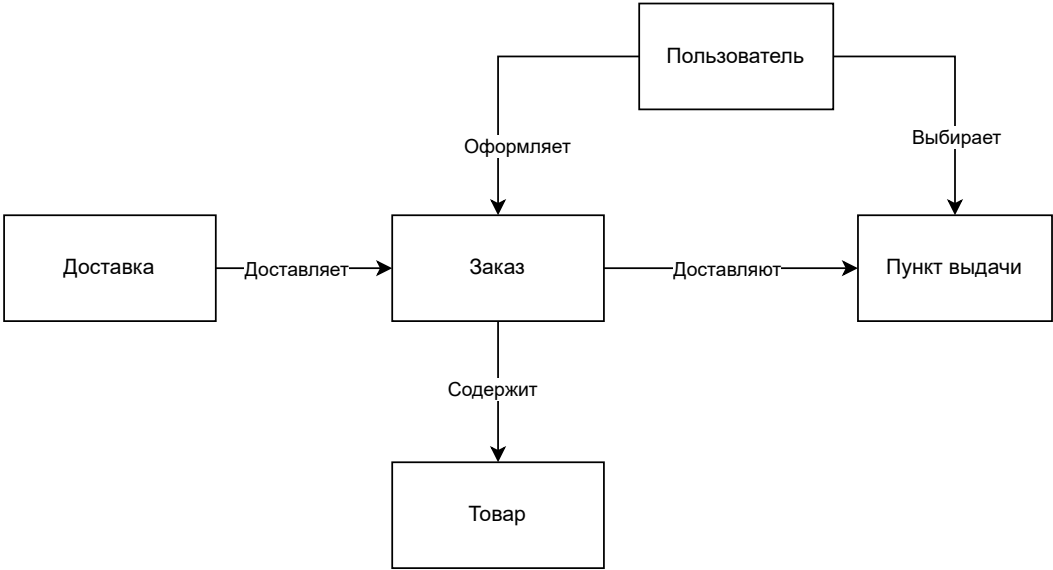 Пользователь
Оформляет
Выбирает
Доставка
Доставляет
Заказ
Доставляют
Пункт выдачи
Содержит
Товар